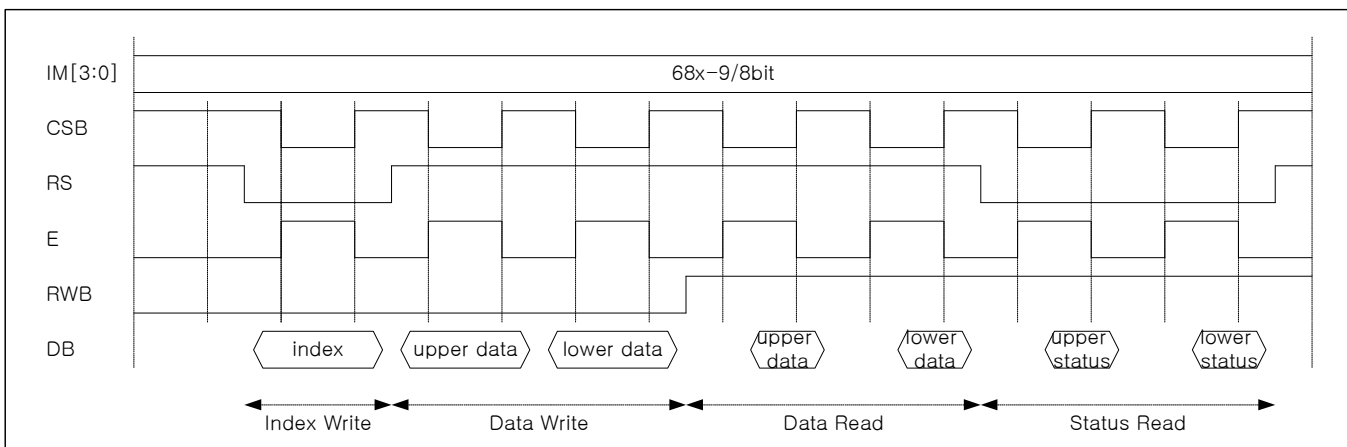 IM[3:0]
68x-9/8bit
CSB
RS
E
RWB
DB
index
upper data
lower data
upper
data
lower
data
upper
status
lower
status
Index Write
Data Write
Data Read
Status Read